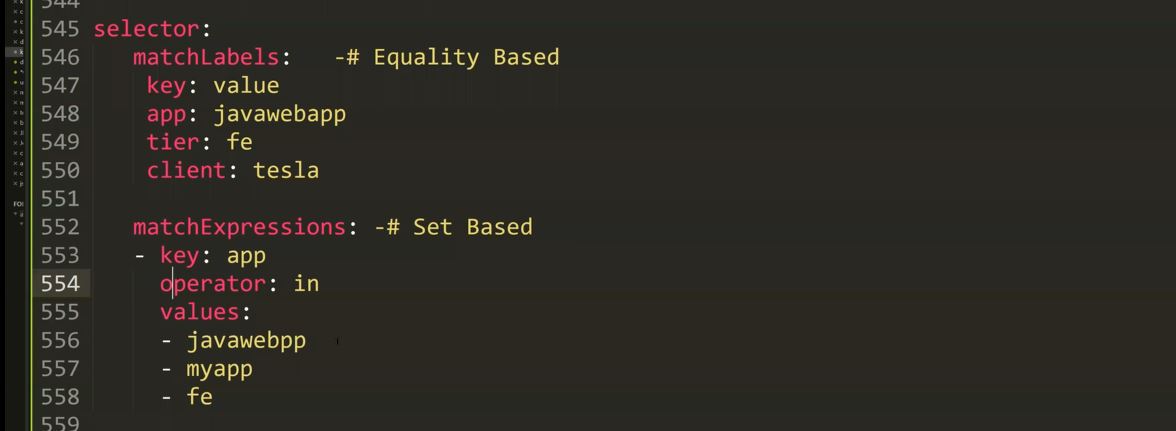 544
545 selector:
546 matchLabels: -# Equality Based
547 key: value
548 app: javawebapp
549 tier: fe
550 client: tesla
551
552 matchExpressions: -# Set Based
553 - key: app
554 operator: in
555 values:
556 - javawebpp
557 - myapp
558 - fe
559